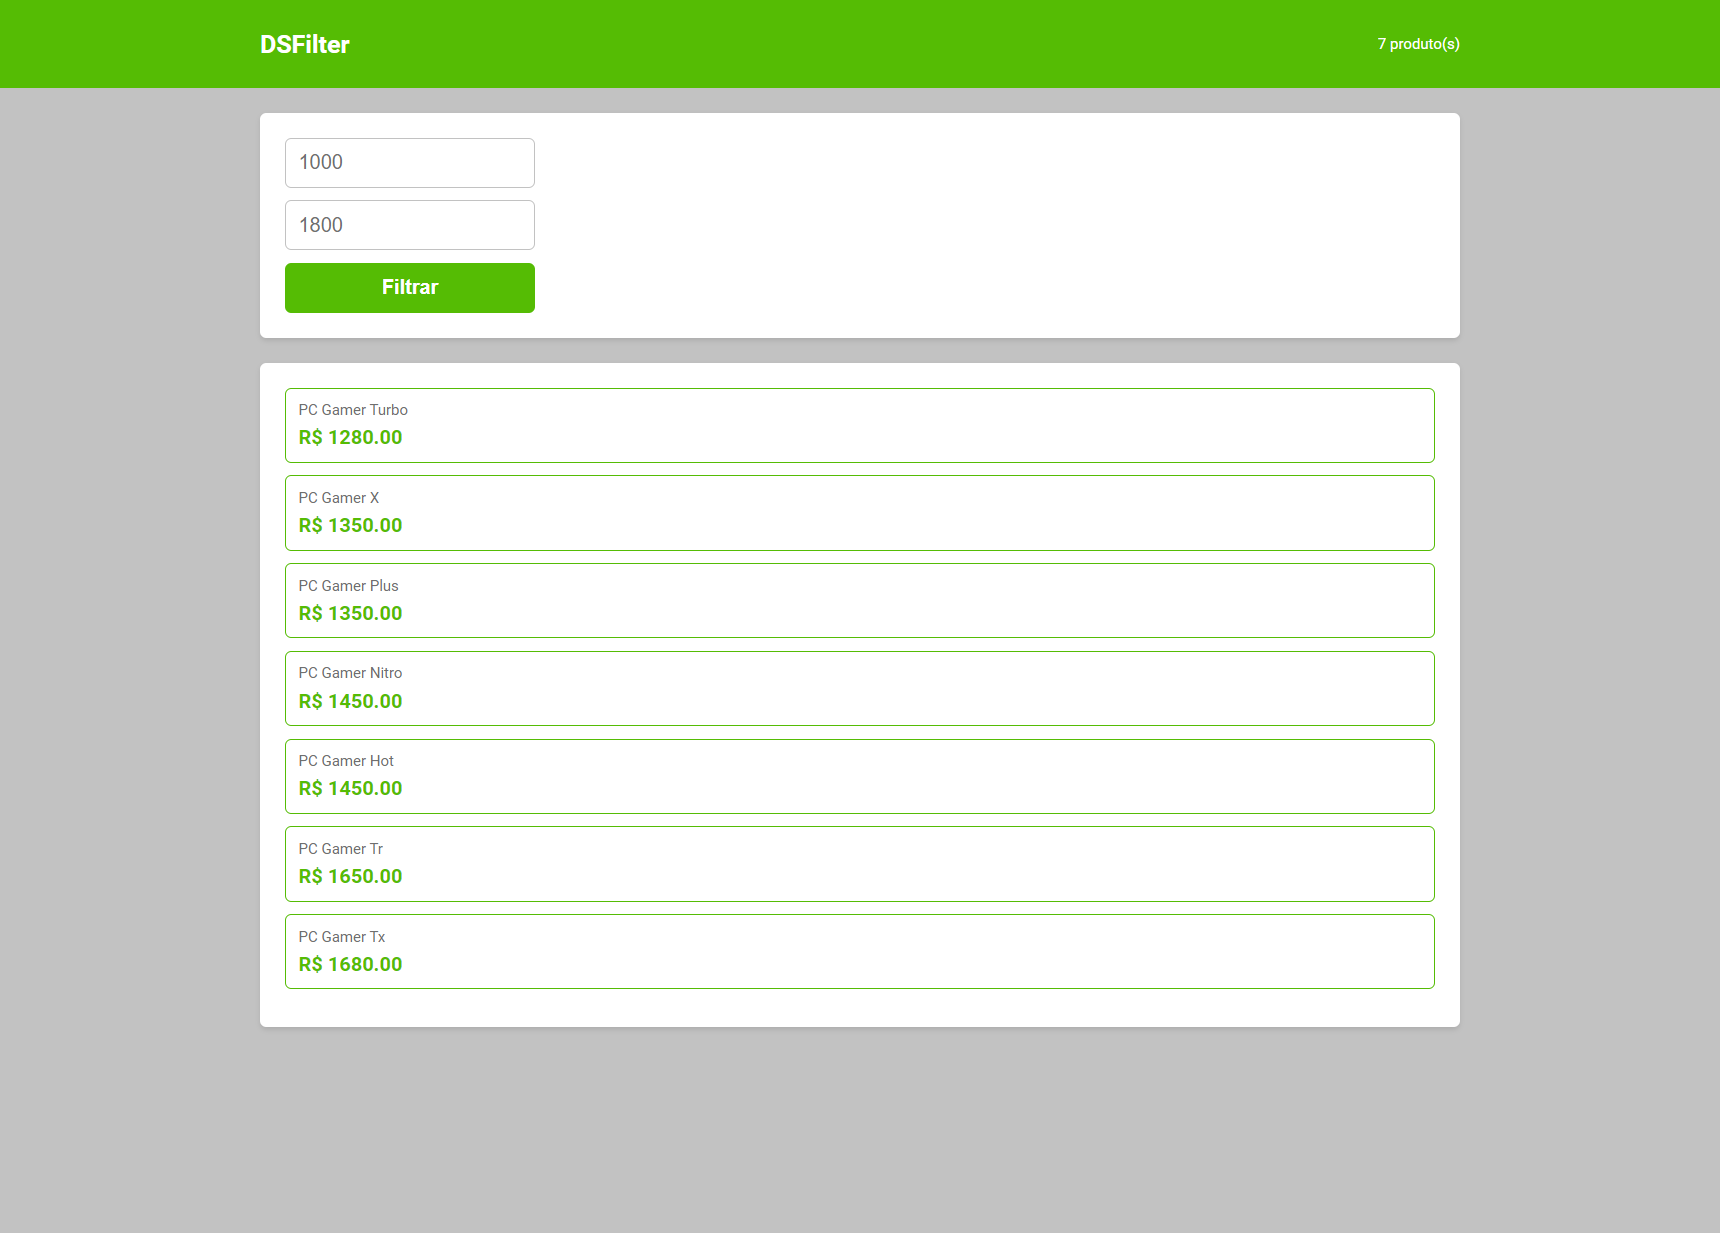 DSFilter
7 produto(s)
1000
1800
Filtrar
PC Gamer Turbo
R$ 1280.00
PC Gamer X
R$ 1350.00
PC Gamer Plus
R$ 1350.00
PC Gamer Nitro
R$ 1450.00
PC Gamer Hot
R$ 1450.00
PC Gamer Tr
R$ 1650.00
PC Gamer Tx
R$ 1680.00